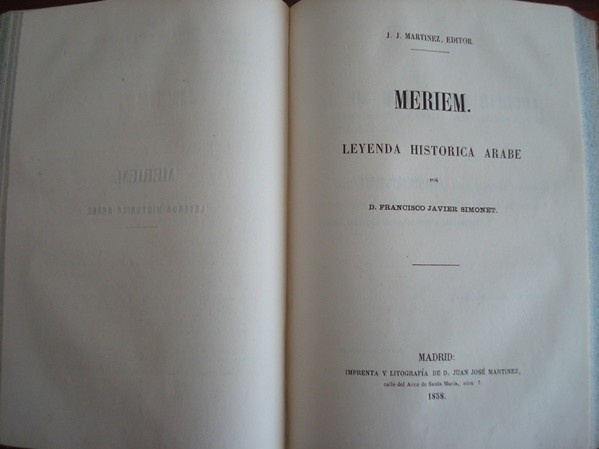 J. J. MARTINEZ, EDITOR.
MERIEM.
LEYENDA HISTORICA ARABE
POR
D. FRANCISCO JAVIER SIMONET.
MADRID:
IMPRENTA Y LITOGRAFÍA DE D. JUAN JOSÉ MARTINEZ,
calle del Arco de Santa María, núm 7
1858.